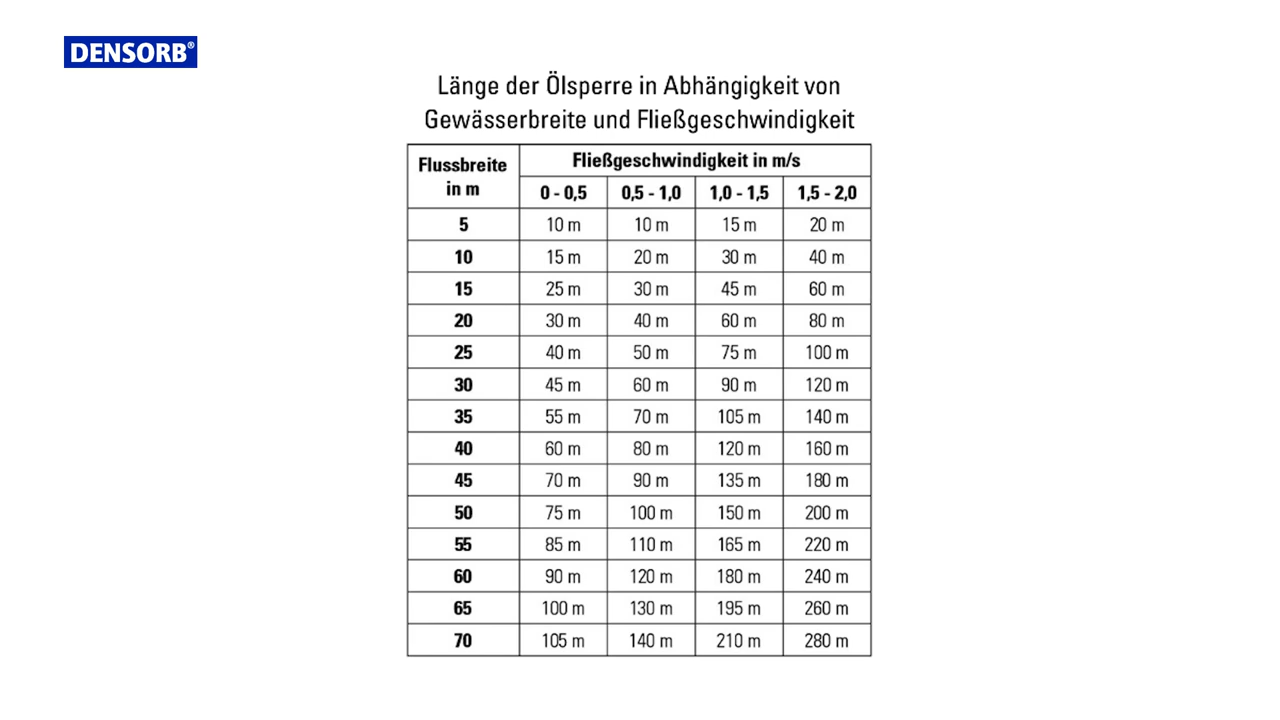 DENSORB®
Länge der Ölsperre in Abhängigkeit von
Gewässerbreite und Fließgeschwindigkeit
Flussbreite in m Fließgeschwindigkeit in m/s
0 - 0,5 0,5 - 1,0 1,0 - 1,5 1,5 - 2,0
5 10 m 10 m 15 m 20 m
10 15 m 20 m 30 m 40 m
15 25 m 30 m 45 m 60 m
20 30 m 40 m 60 m 80 m
25 40 m 50 m 75 m 100 m
30 45 m 60 m 90 m 120 m
35 55 m 70 m 105 m 140 m
40 60 m 80 m 120 m 160 m
45 70 m 90 m 135 m 180 m
50 75 m 100 m 150 m 200 m
55 85 m 110 m 165 m 220 m
60 90 m 120 m 180 m 240 m
65 100 m 130 m 195 m 260 m
70 105 m 140 m 210 m 280 m